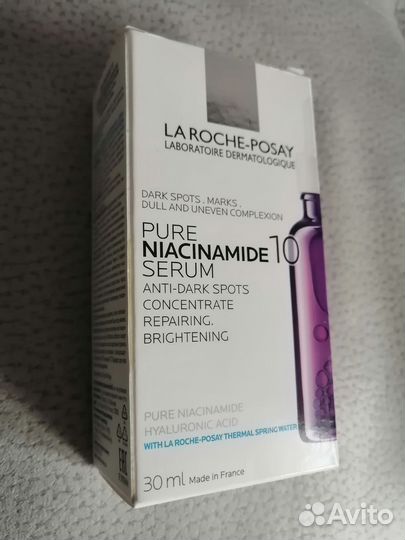 LA ROCHE-POSAY
LABORATOIRE DERMATOLOGIQUE
DARK SPOTS . MARKS .
DULL AND UNEVEN COMPLEXION
PURE
NIACINAMIDE 10
SERUM
ANTI-DARK SPOTS
CONCENTRATE
REPAIRING.
BRIGHTENING
PURE NIACINAMIDE
HYALURONIC ACID
WITH LA ROCHE-POSAY THERMAL SPRING WATER
30 ml Made in France
EAC
Avito